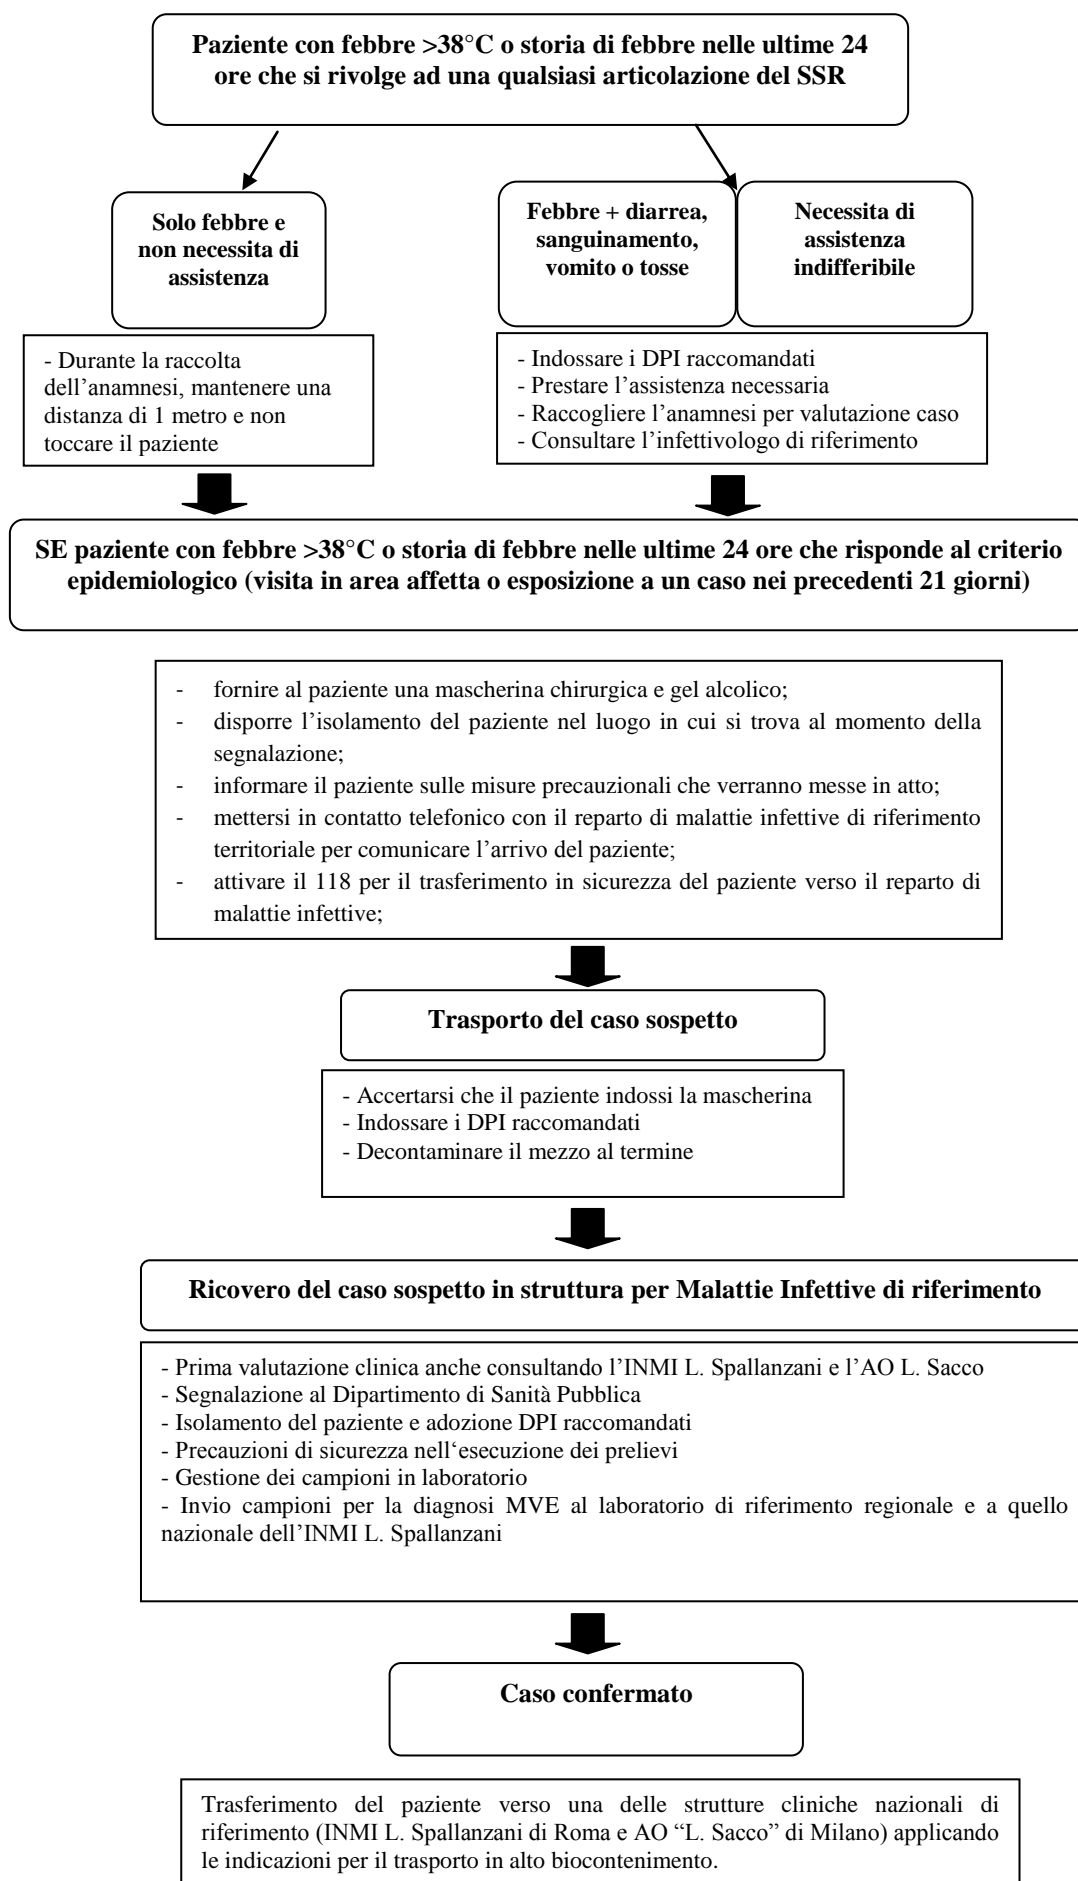 Paziente con febbre >38°C o storia di febbre nelle ultime 24
ore che si rivolge ad una qualsiasi articolazione del SSR
Solo febbre e
non necessita di
assistenza
Febbre + diarrea,
sanguinamento,
vomito o tosse
Necessita di
assistenza
indifferibile
- Durante la raccolta
dell’anamnesi, mantenere una
distanza di 1 metro e non
toccare il paziente
- Indossare i DPI raccomandati
- Prestare l’assistenza necessaria
- Raccogliere l’anamnesi per valutazione caso
- Consultare l’infettivologo di riferimento
SE paziente con febbre >38°C o storia di febbre nelle ultime 24 ore che risponde al criterio
epidemiologico (visita in area affetta o esposizione a un caso nei precedenti 21 giorni)
- fornire al paziente una mascherina chirurgica e gel alcolico;
- disporre l’isolamento del paziente nel luogo in cui si trova al momento della
segnalazione;
- informare il paziente sulle misure precauzionali che verranno messe in atto;
- mettersi in contatto telefonico con il reparto di malattie infettive di riferimento
territoriale per comunicare l’arrivo del paziente;
- attivare il 118 per il trasferimento in sicurezza del paziente verso il reparto di
malattie infettive;
Trasporto del caso sospetto
- Accertarsi che il paziente indossi la mascherina
- Indossare i DPI raccomandati
- Decontaminare il mezzo al termine
Ricovero del caso sospetto in struttura per Malattie Infettive di riferimento
- Prima valutazione clinica anche consultando l’INMI L. Spallanzani e l’AO L. Sacco
- Segnalazione al Dipartimento di Sanità Pubblica
- Isolamento del paziente e adozione DPI raccomandati
- Precauzioni di sicurezza nell‘esecuzione dei prelievi
- Gestione dei campioni in laboratorio
- Invio campioni per la diagnosi MVE al laboratorio di riferimento regionale e a quello
nazionale dell’INMI L. Spallanzani
Caso confermato
Trasferimento del paziente verso una delle strutture cliniche nazionali di
riferimento (INMI L. Spallanzani di Roma e AO “L. Sacco” di Milano) applicando
le indicazioni per il trasporto in alto biocontenimento.